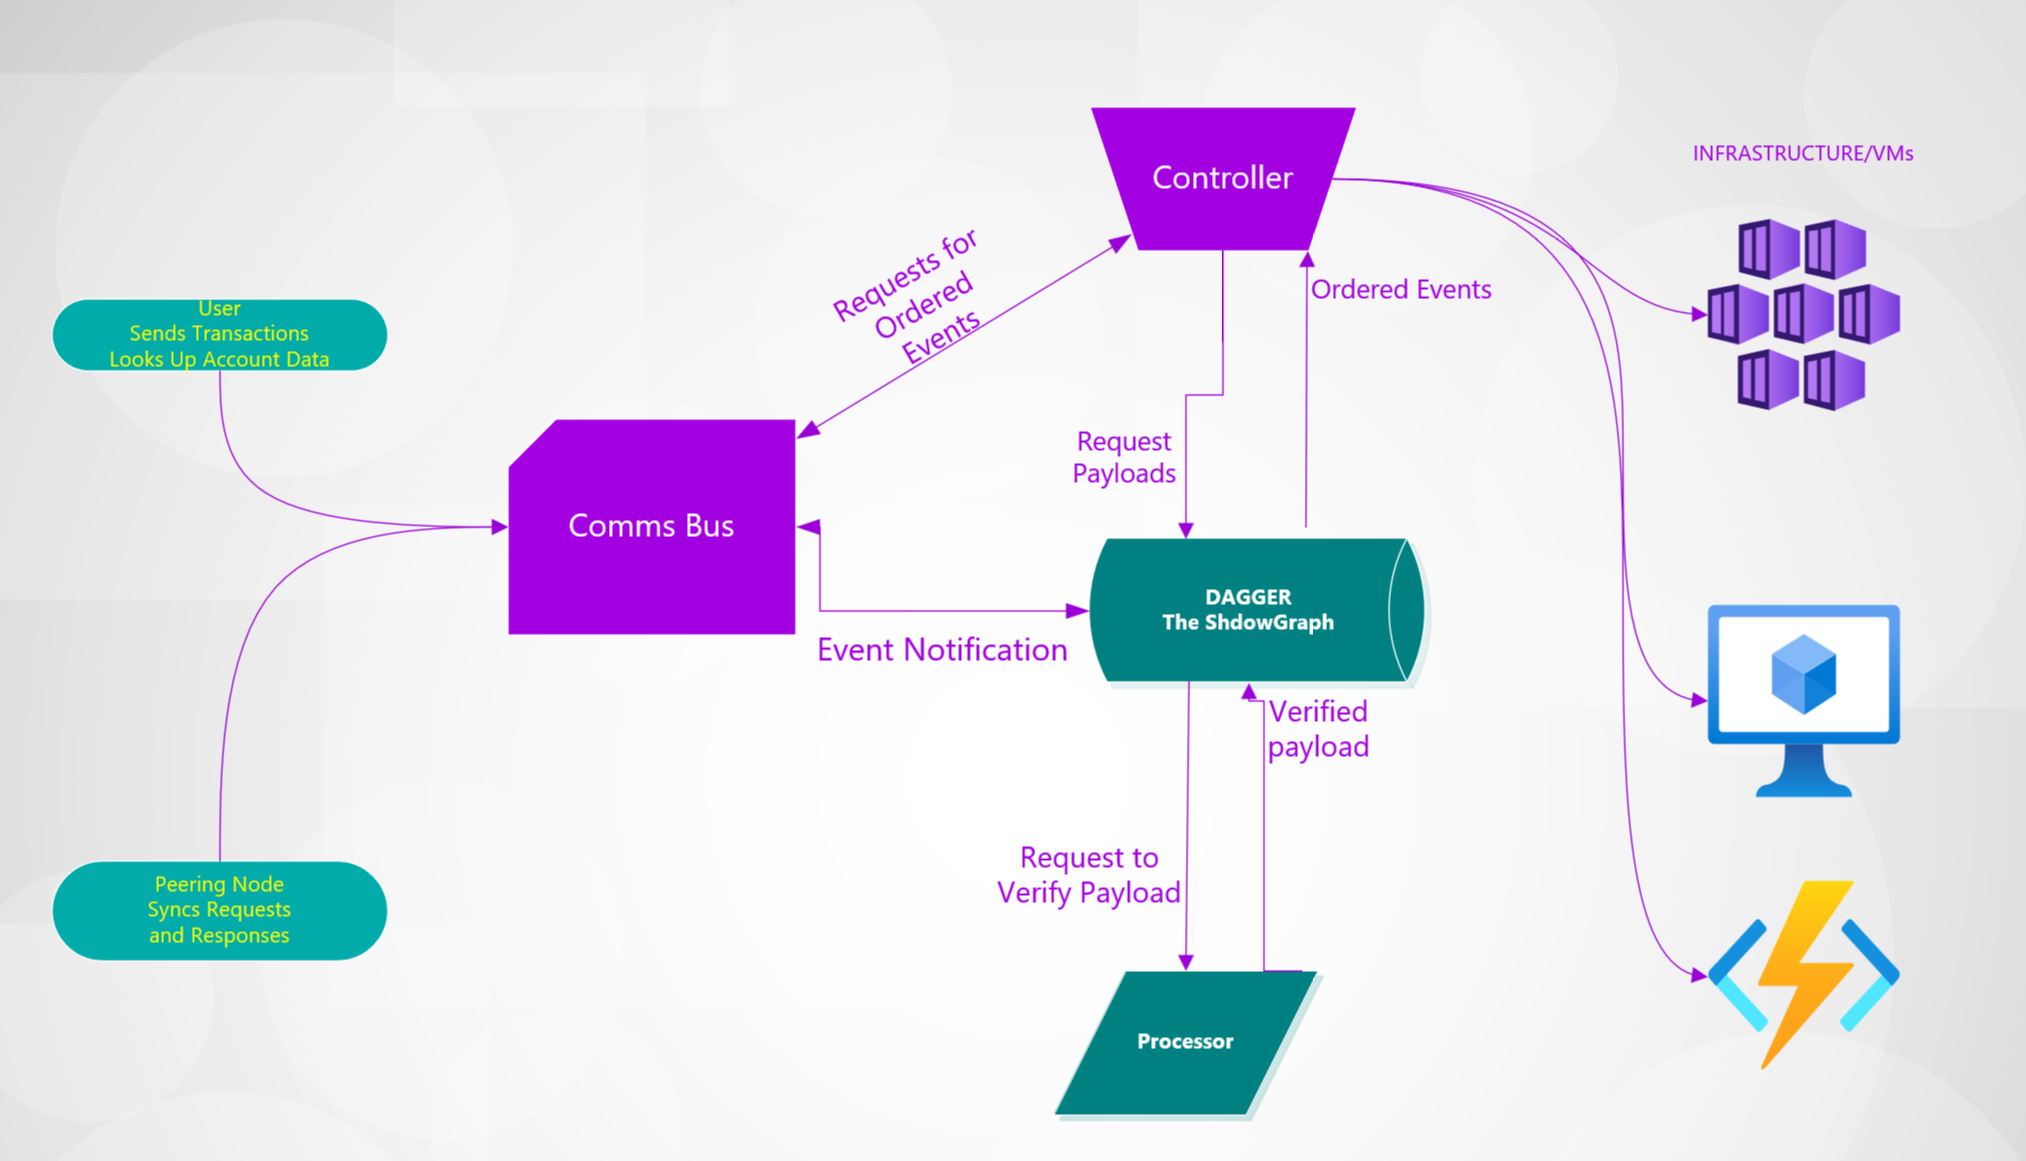 Controller
INFRASTRUCTURE/VMs
Requests for
Ordered
Events
Ordered Events
User
Sends Transactions
Looks Up Account Data
Request
Payloads
Comms Bus
DAGGER
The ShdowGraph
Event Notification
Verified
payload
Request to
Verify Payload
Peering Node
Syncs Requests
and Responses
Processor